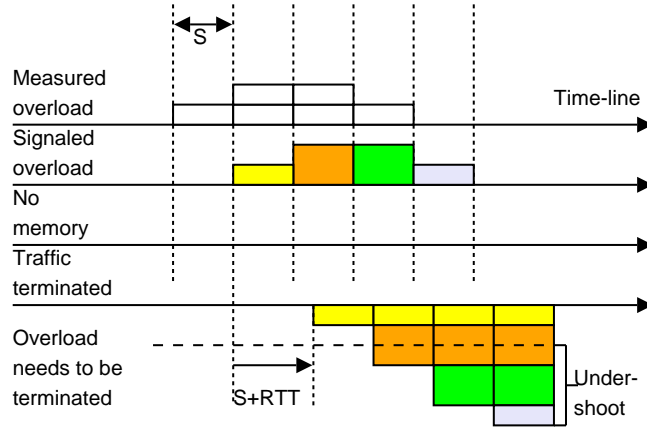 S
Measured
overload
Time-line
Signaled
overload
No
memory
Traffic
terminated
Overload
needs to be
terminated
S+RTT
Under-
shoot